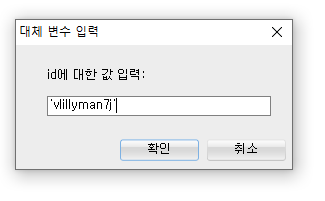 대체 변수 입력
id에 대한 값 입력:
'vlillyman7j'
확인
취소